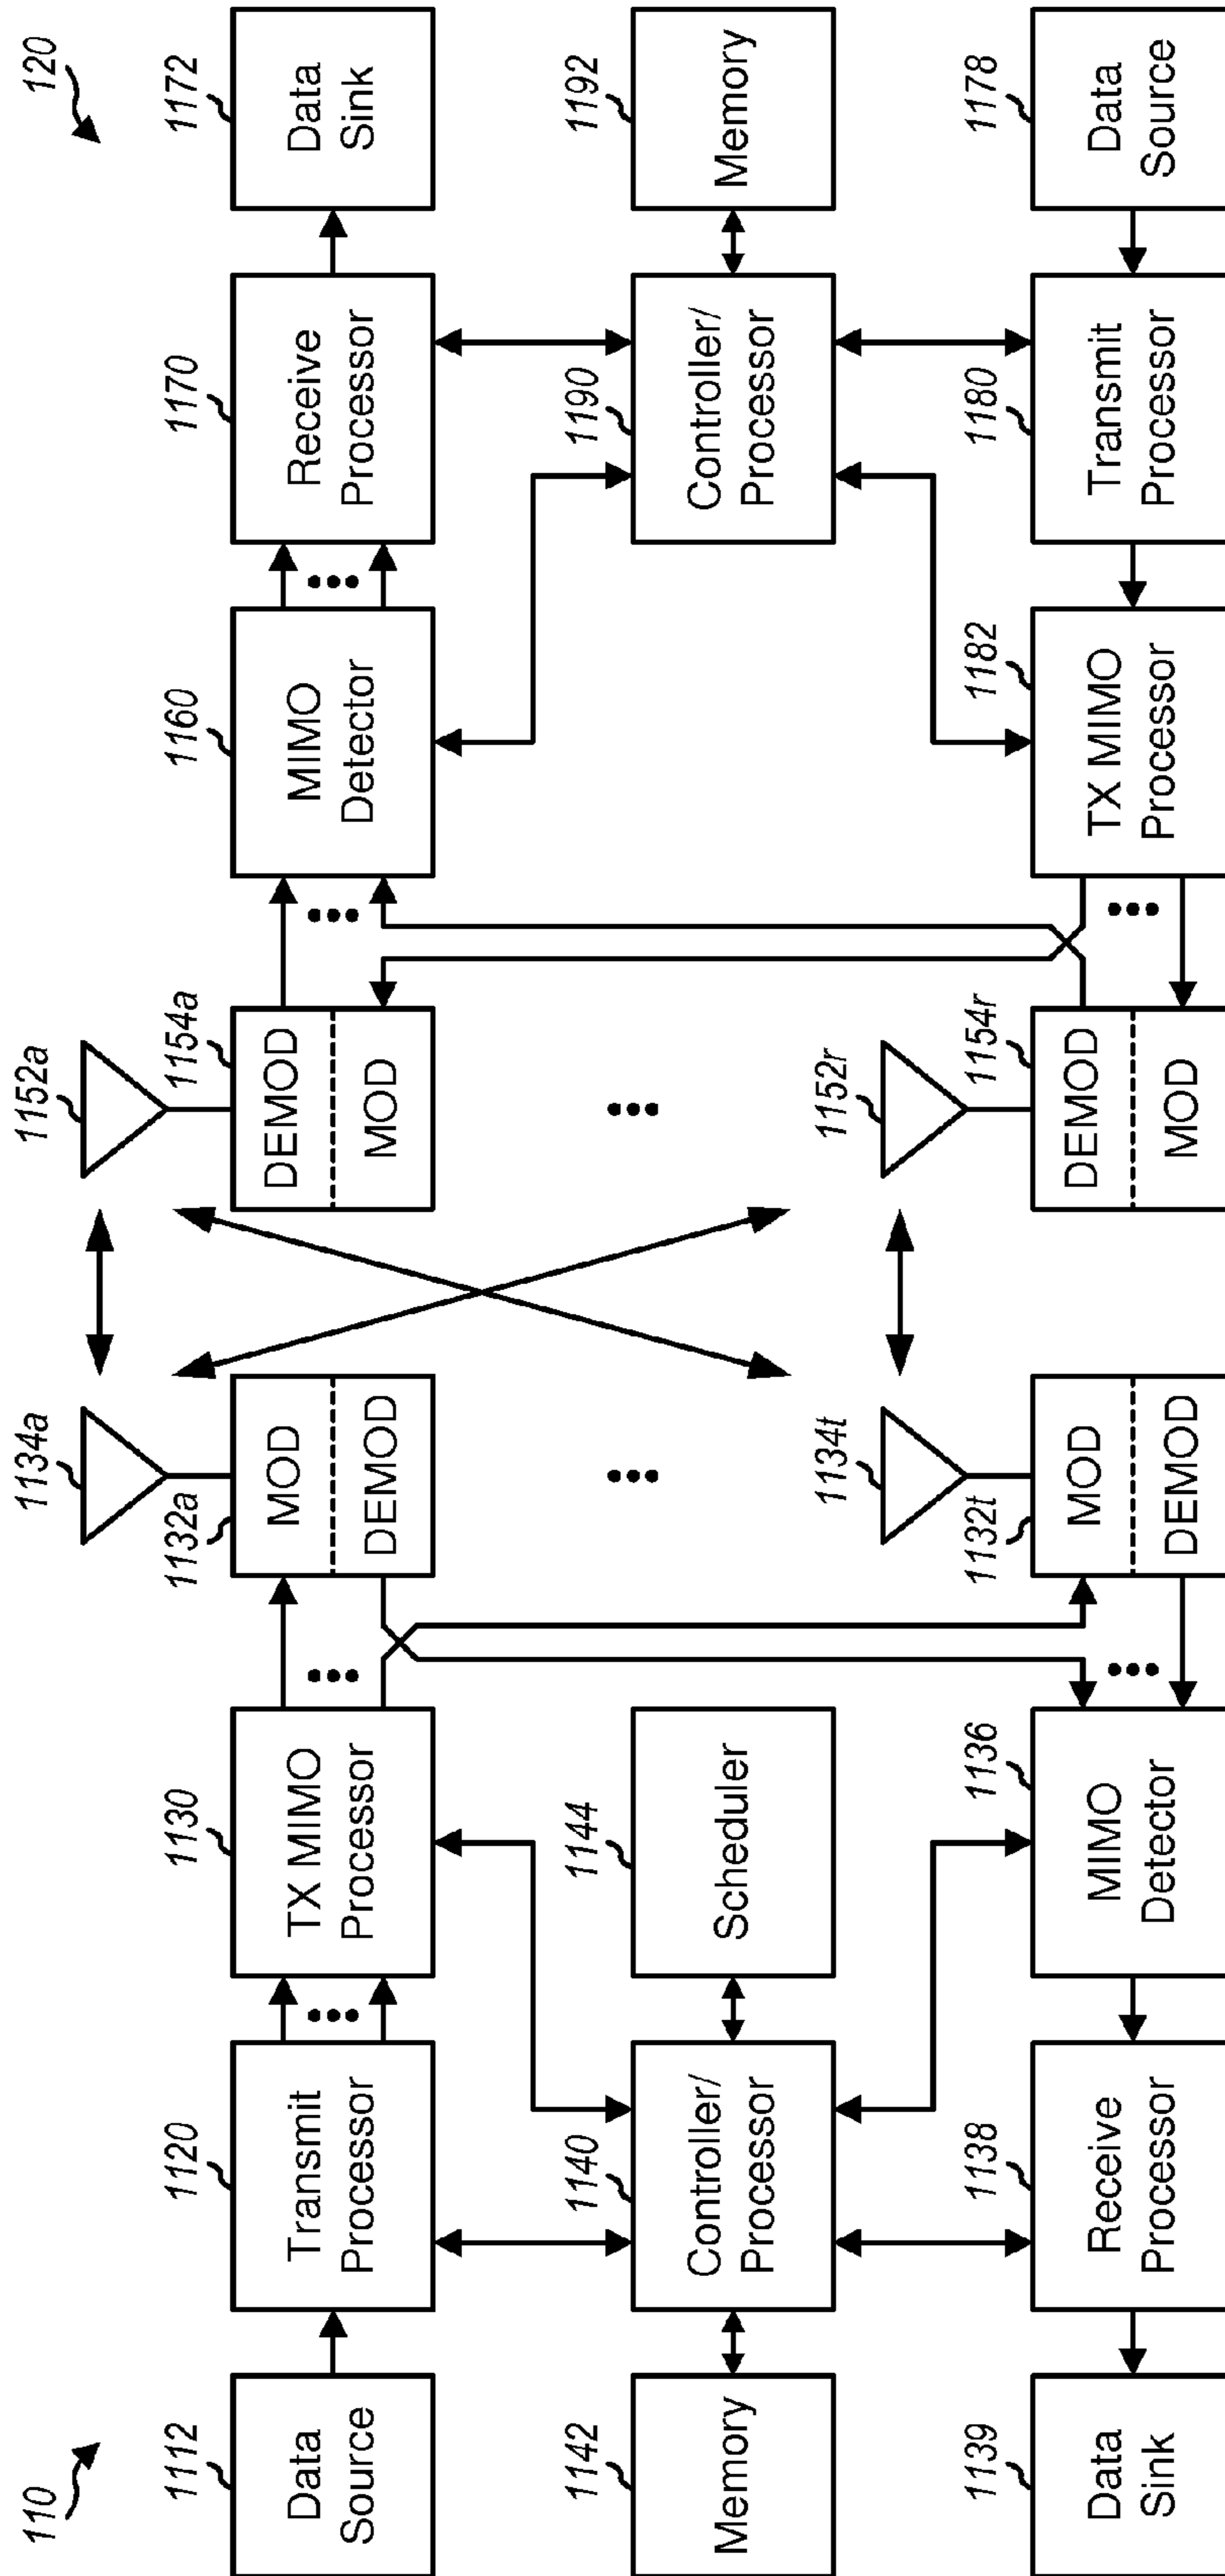 110
120
1112
Data
Source
1120
Transmit
Processor
1130
TX MIMO
Processor
1134a
1132a
MOD
DEMOD
1152a
1154a
DEMOD
MOD
1160
MIMO
Detector
1170
Receive
Processor
1172
Data
Sink
1142
Memory
1140
Controller/
Processor
1144
Scheduler
1190
Controller/
Processor
1192
Memory
1139
Data
Sink
1138
Receive
Processor
1136
MIMO
Detector
1134t
1132t
MOD
DEMOD
1152r
1154r
DEMOD
MOD
1182
TX MIMO
Processor
1180
Transmit
Processor
1178
Data
Source